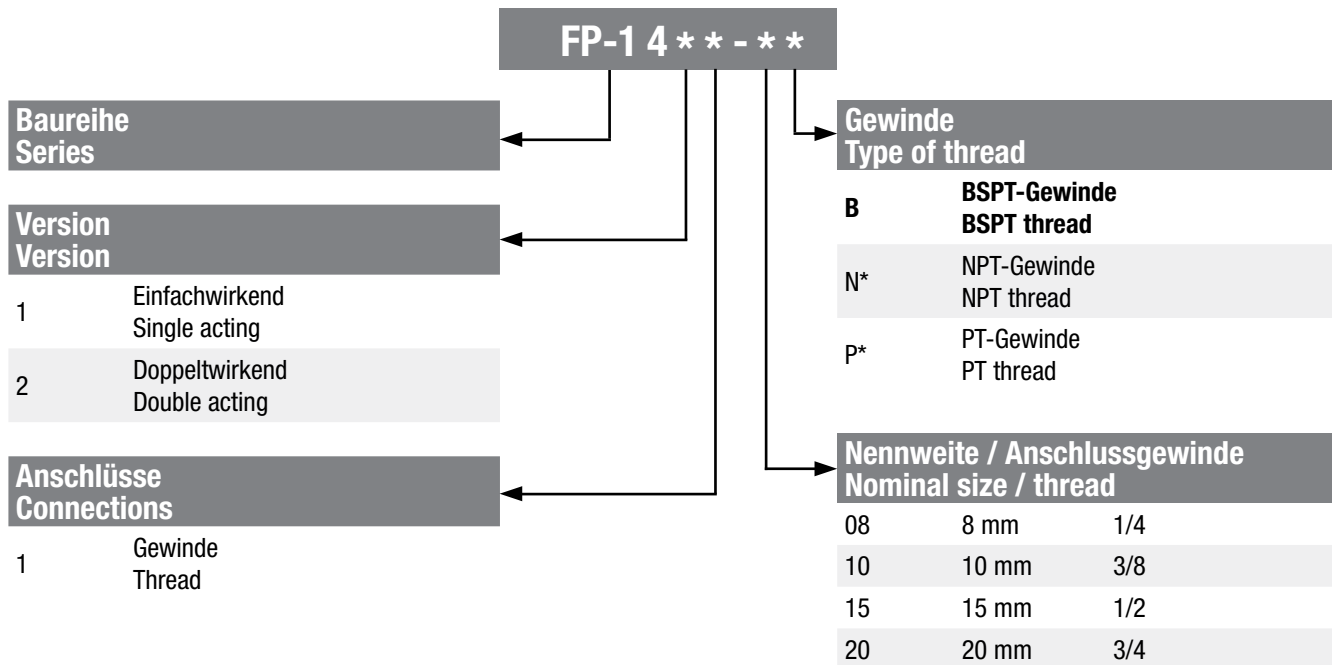 FP-1 4 * * - * *
Baureihe
Series
Version
Version
1 Einfachwirkend
Single acting
2 Doppeltwirkend
Double acting
Anschlüsse
Connections
1 Gewinde
Thread
Gewinde
Type of thread
B BSPT-Gewinde
BSPT thread
N* NPT-Gewinde
NPT thread
P* PT-Gewinde
PT thread
Nennweite / Anschlussgewinde
Nominal size / thread
08 8 mm 1/4
10 10 mm 3/8
15 15 mm 1/2
20 20 mm 3/4